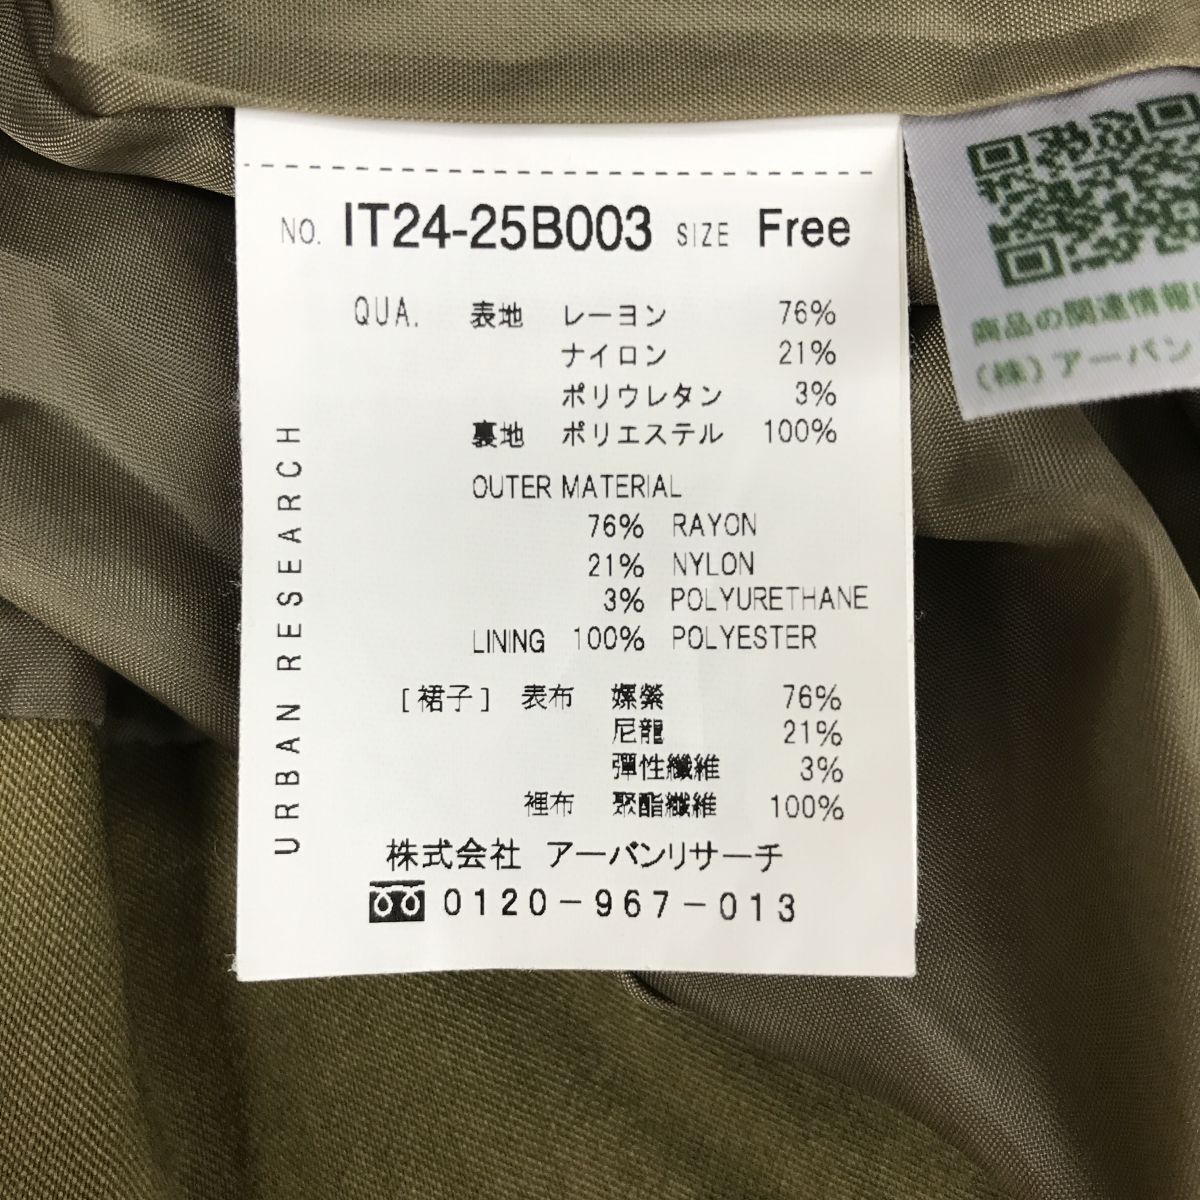 NO. IT24-25B003 SIZE Free
QUA. 表地 レーヨン 76%
ナイロン 21%
ポリウレタン 3%
裏地 ポリエステル 100%
OUTER MATERIAL
76% RAYON
21% NYLON
3% POLYURETHANE
LINING 100% POLYESTER
[裙子] 表布 嫘縈 76%
尼龍 21%
彈性纖維 3%
裡布 聚酯纖維 100%
株式会社 アーバンリサーチ
0120-967-013
URBAN RESEARCH
商品の関連情報
(株)アーバン